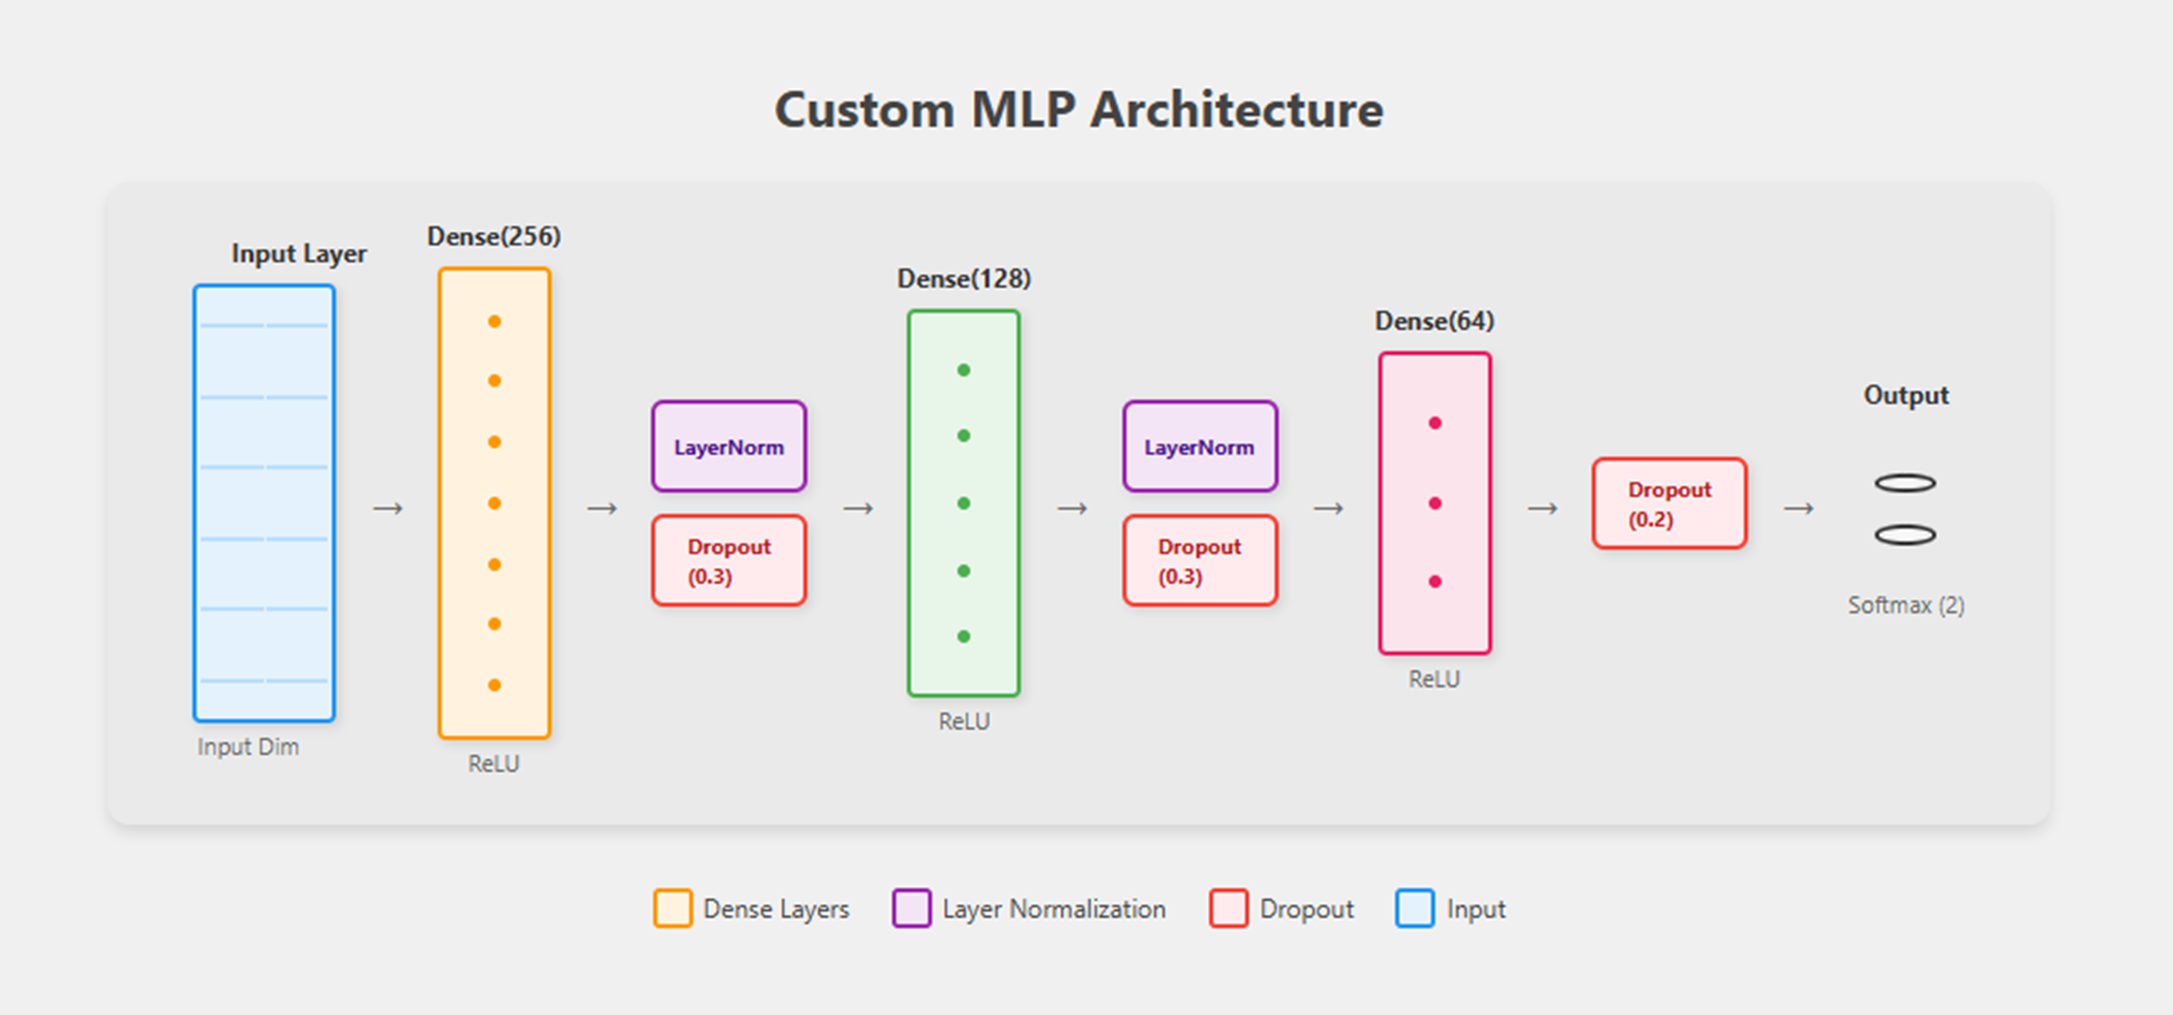 Custom MLP Architecture
Input Layer
Input Dim
Dense(256)
ReLU
LayerNorm
Dropout
(0.3)
Dense(128)
ReLU
LayerNorm
Dropout
(0.3)
Dense(64)
ReLU
Dropout
(0.2)
Output
Softmax (2)
Dense Layers
Layer Normalization
Dropout
Input